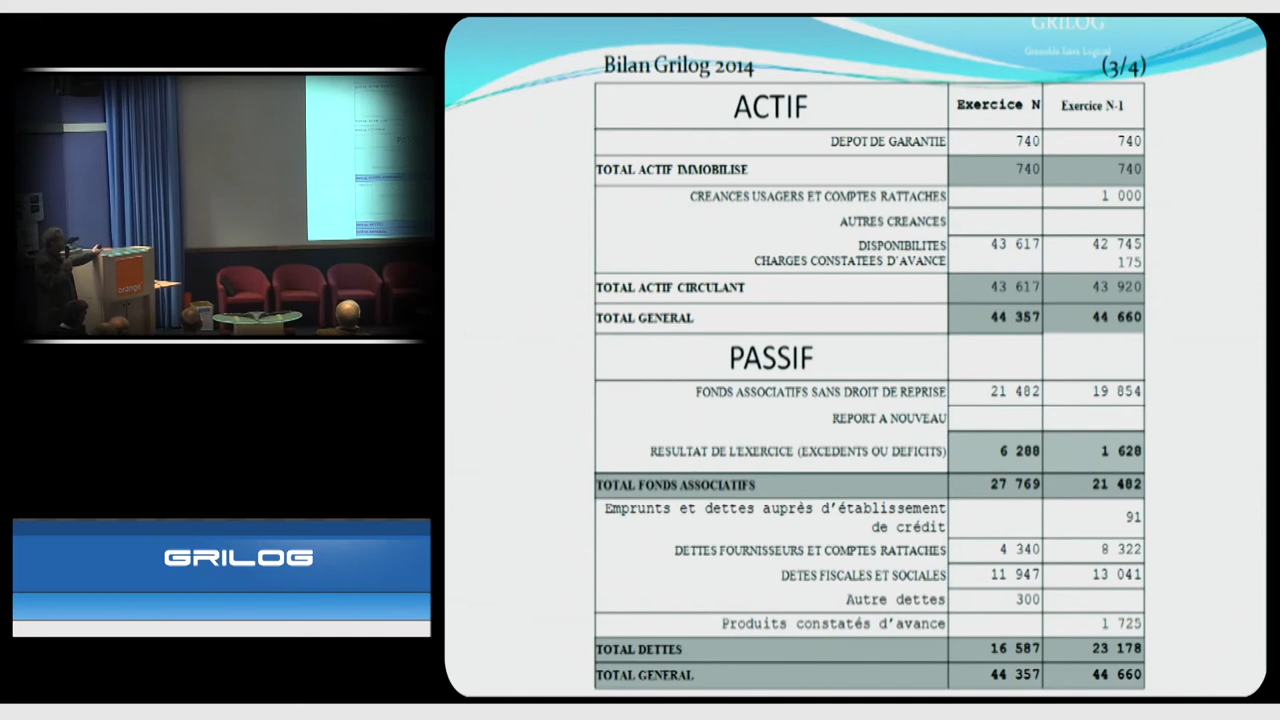 GRILOG
Grenoble Isère Logiciel
Bilan Grilog 2014 (3/4)
ACTIF Exercice N Exercice N-1
DEPOT DE GARANTIE 740 740
TOTAL ACTIF IMMOBILISE 740 740
CREANCES USAGERS ET COMPTES RATTACHES 1 000
AUTRES CREANCES
DISPONIBILITES 43 617 42 745
CHARGES CONSTATEES D'AVANCE 175
TOTAL ACTIF CIRCULANT 43 617 43 920
TOTAL GENERAL 44 357 44 660
PASSIF
FONDS ASSOCIATIFS SANS DROIT DE REPRISE 21 482 19 854
REPORT A NOUVEAU
RESULTAT DE L'EXERCICE (EXCEDENTS OU DEFICITS) 6 288 1 628
TOTAL FONDS ASSOCIATIFS 27 769 21 482
Emprunts et dettes auprès d'établissement
de crédit 91
DETTES FOURNISSEURS ET COMPTES RATTACHES 4 340 8 322
DETES FISCALES ET SOCIALES 11 947 13 041
Autre dettes 300
Produits constatés d'avance 1 725
TOTAL DETTES 16 587 23 178
TOTAL GENERAL 44 357 44 660
orange
GRILOG